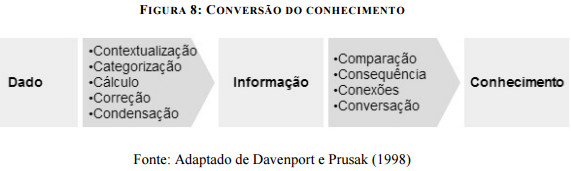 FIGURA 8: CONVERSÃO DO CONHECIMENTO
Dado
•Contextualização
•Categorização
•Cálculo
•Correção
•Condensação
Informação
•Comparação
•Consequência
•Conexões
•Conversação
Conhecimento
Fonte: Adaptado de Davenport e Prusak (1998)